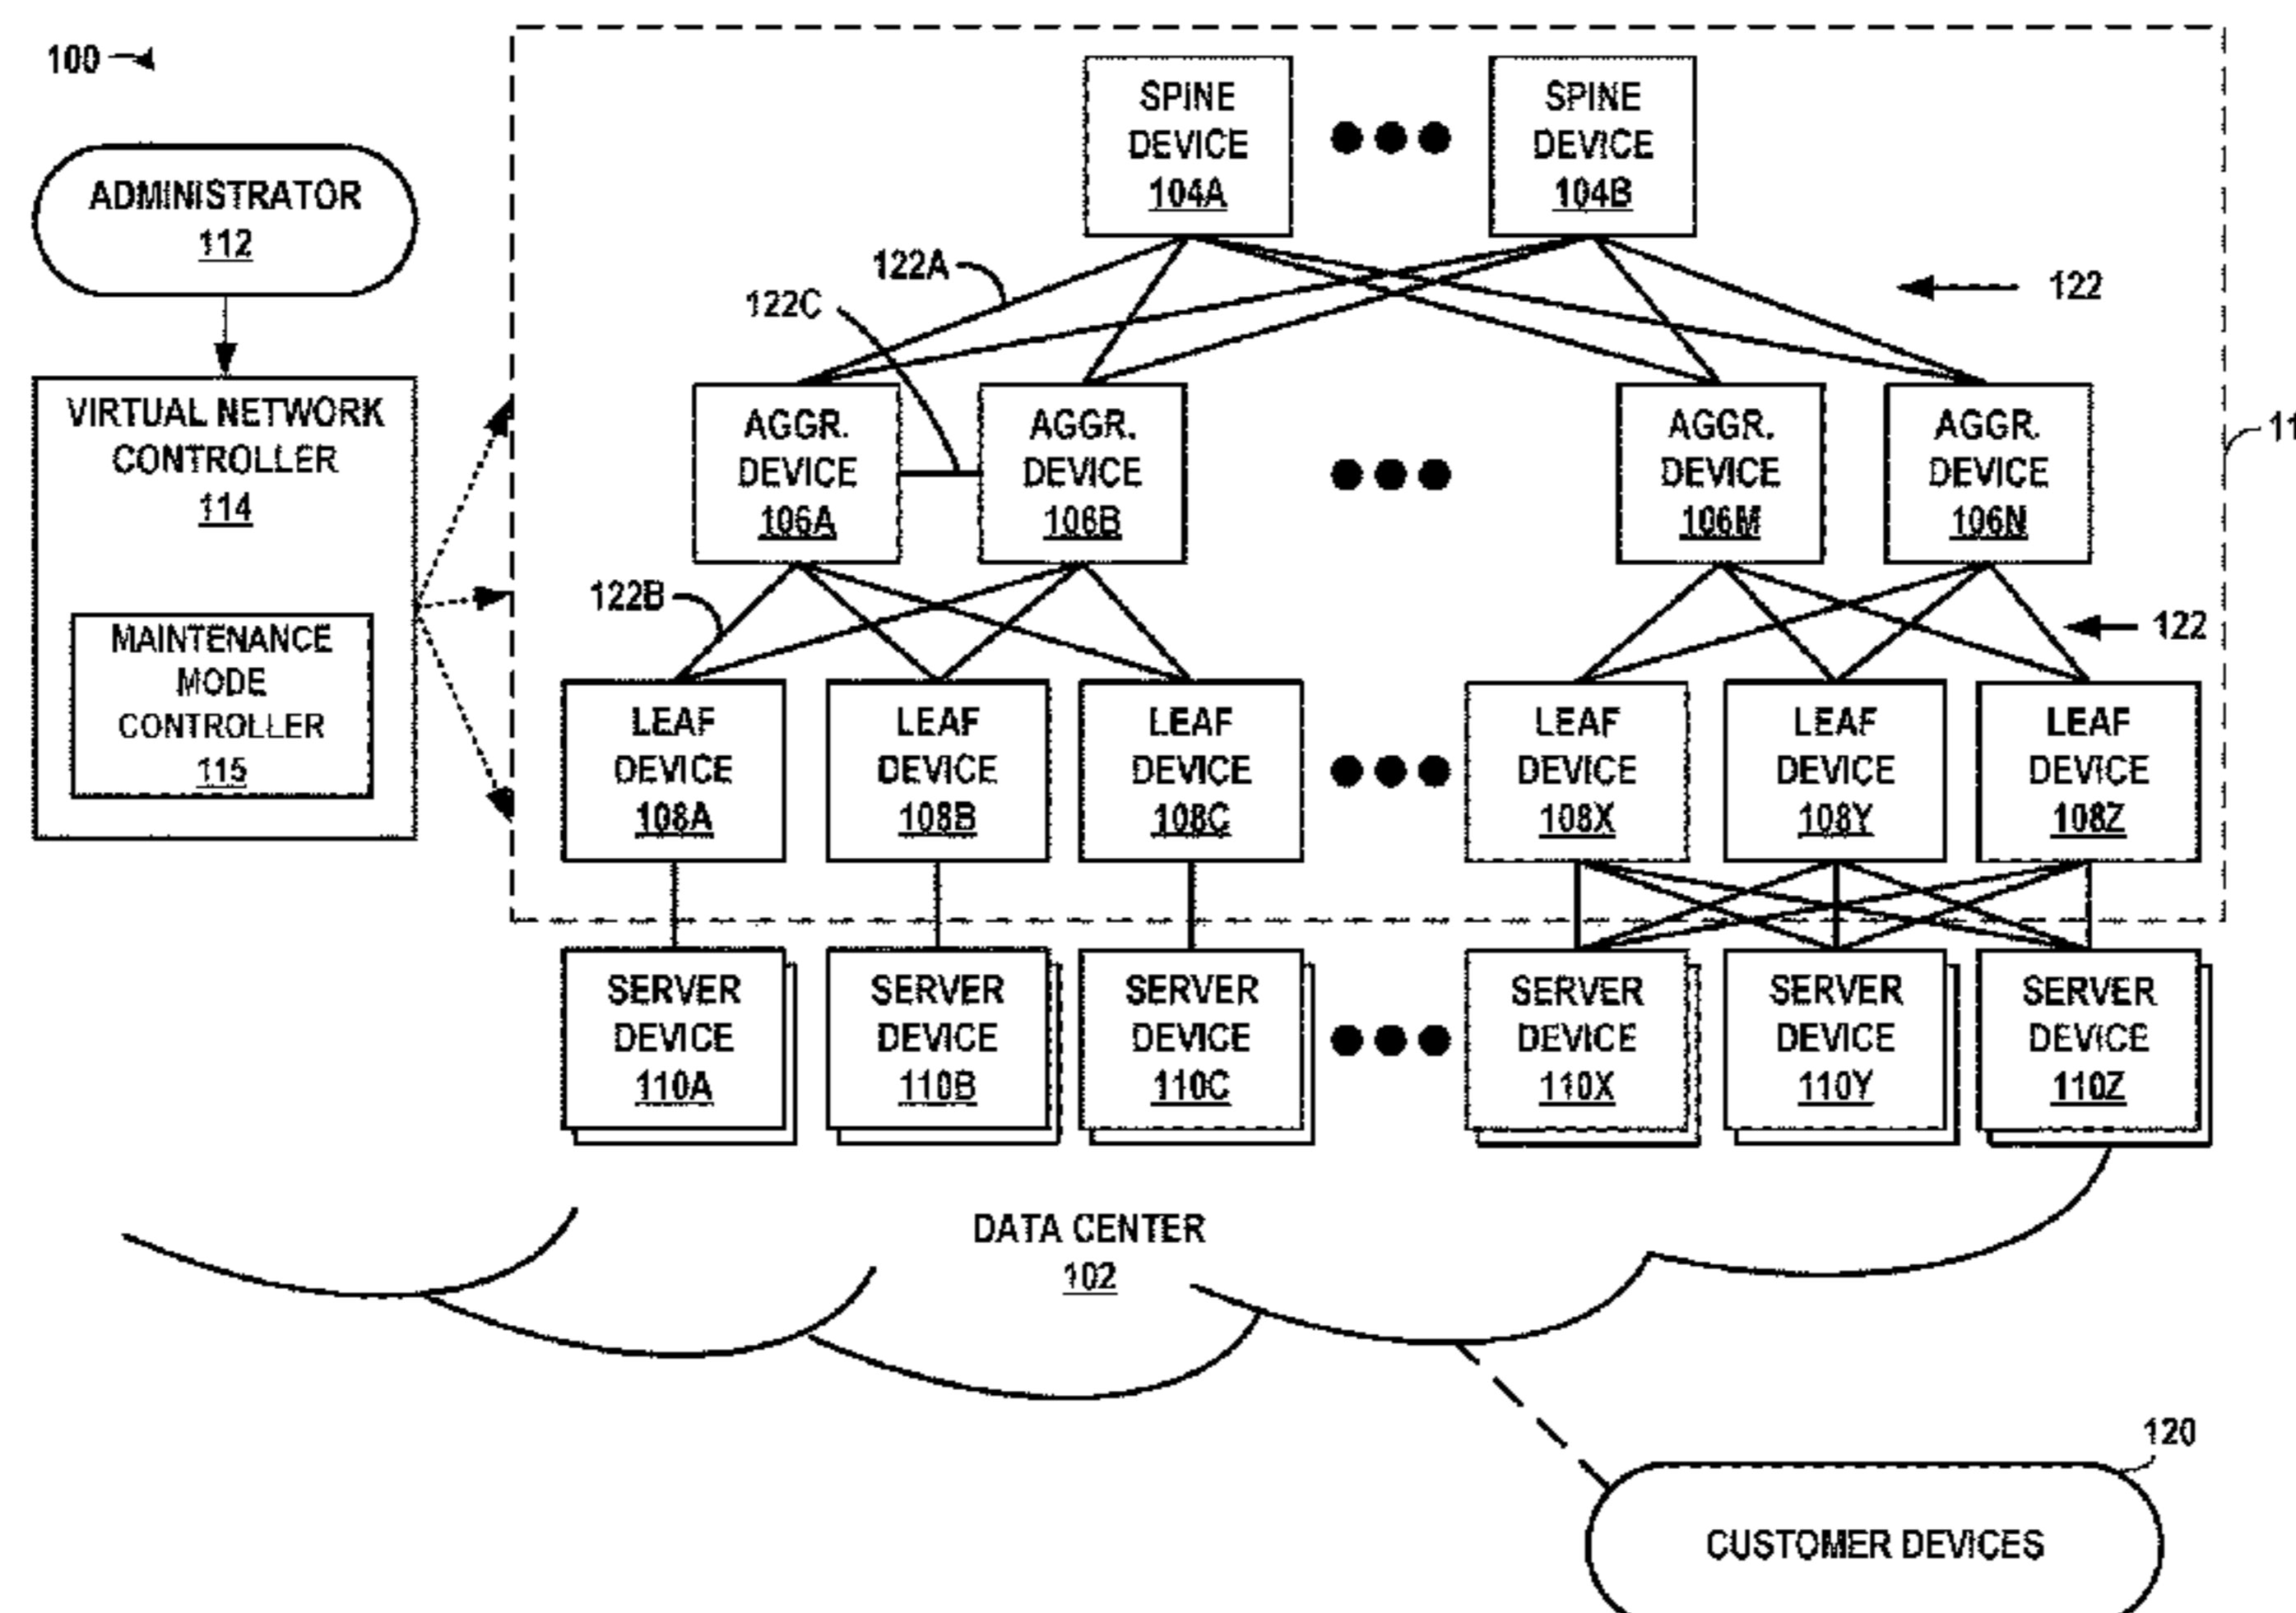 100
SPINE
DEVICE
104A
SPINE
DEVICE
104B
ADMINISTRATOR
112
122A
122C
122
VIRTUAL NETWORK
CONTROLLER
114
AGGR.
DEVICE
106A
AGGR.
DEVICE
106B
AGGR.
DEVICE
106M
AGGR.
DEVICE
106N
122B
122
MAINTENANCE
MODE
CONTROLLER
115
LEAF
DEVICE
108A
LEAF
DEVICE
108B
LEAF
DEVICE
108C
LEAF
DEVICE
108X
LEAF
DEVICE
108Y
LEAF
DEVICE
108Z
SERVER
DEVICE
110A
SERVER
DEVICE
110B
SERVER
DEVICE
110C
SERVER
DEVICE
110X
SERVER
DEVICE
110Y
SERVER
DEVICE
110Z
DATA CENTER
102
120
CUSTOMER DEVICES